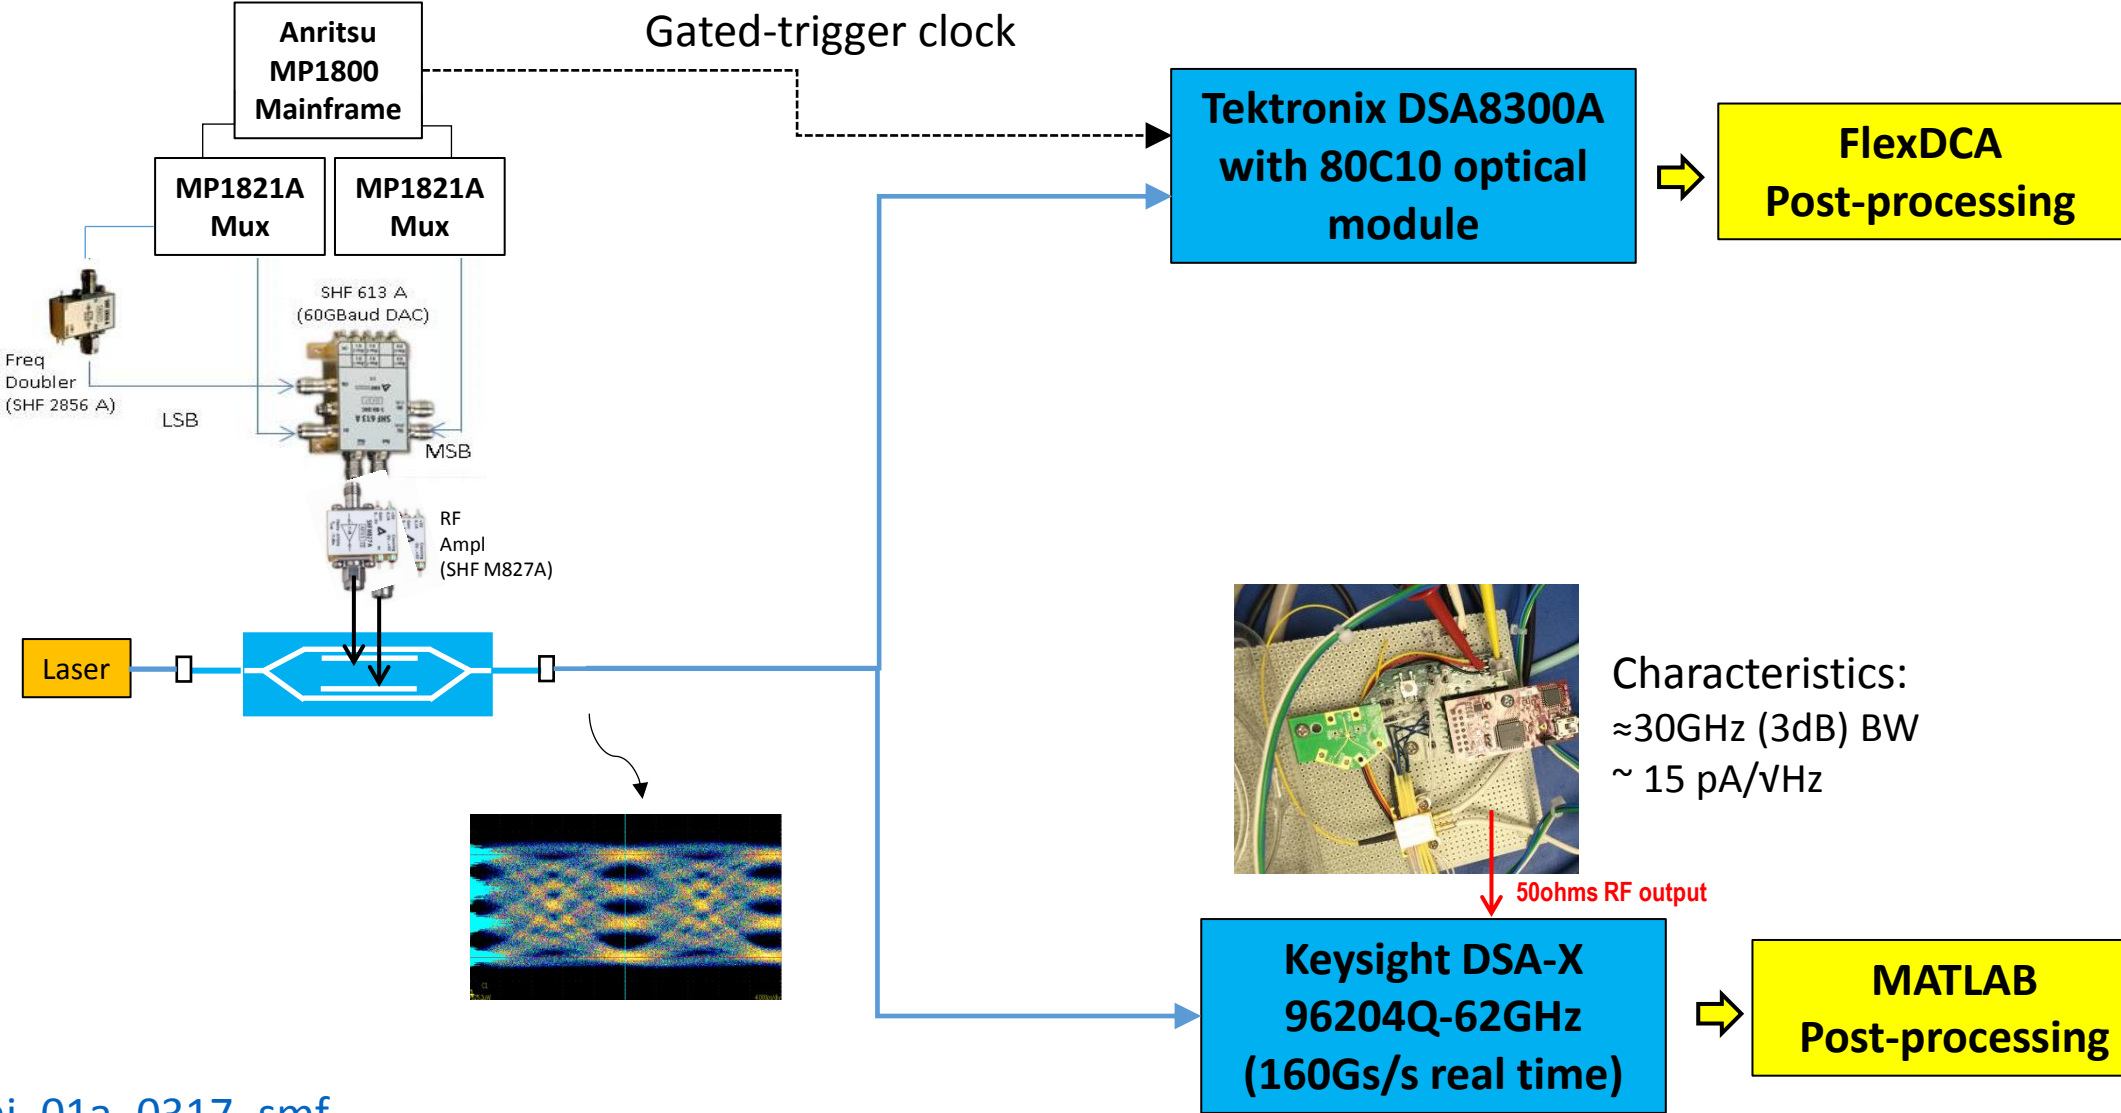 Anritsu
MP1800
Mainframe
Gated-trigger clock
MP1821A
Mux
MP1821A
Mux
Tektronix DSA8300A
with 80C10 optical
module
FlexDCA
Post-processing
SHF 613 A
(60GBaud DAC)
Freq
Doubler
(SHF 2856 A)
LSB
MSB
RF
Ampl
(SHF M827A)
Laser
Characteristics:
≈30GHz (3dB) BW
~ 15 pA/√Hz
50ohms RF output
Keysight DSA-X
96204Q-62GHz
(160Gs/s real time)
MATLAB
Post-processing